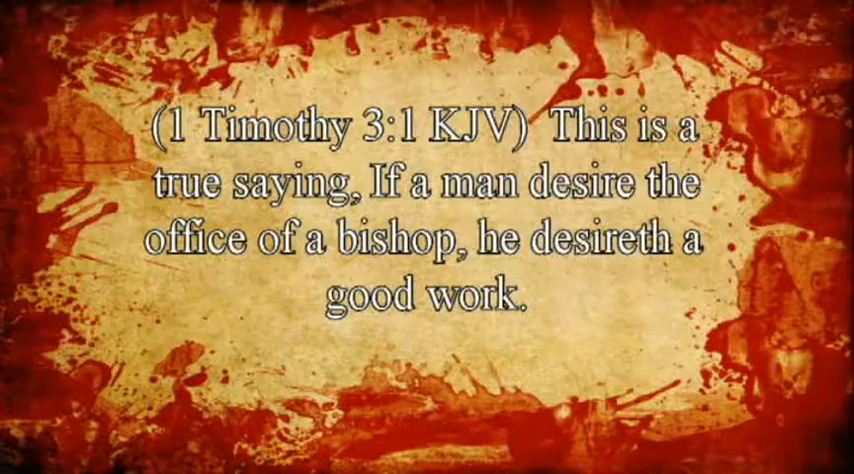 (1 Timothy 3:1 KJV)  This is a
true saying, If a man desire the
office of a bishop, he desireth a
good work.